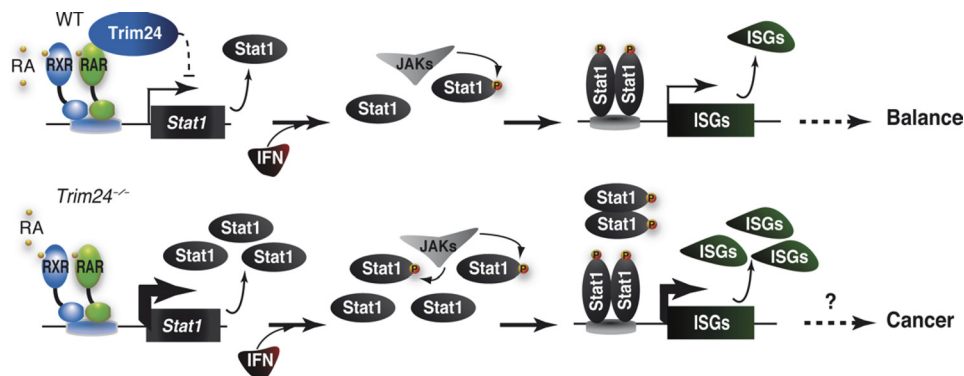 WT
Trim24
RA
RXR
RAR
Stat1
Stat1
IFN
JAKs
Stat1
Stat1
P
P
P
Stat1
Stat1
ISGs
ISGs
Balance
Trim24-/-
RA
RXR
RAR
Stat1
Stat1
Stat1
Stat1
IFN
JAKs
Stat1
P
Stat1
P
Stat1
Stat1
Stat1
P
Stat1
P
P
P
Stat1
Stat1
ISGs
ISGs
ISGs
ISGs
?
Cancer